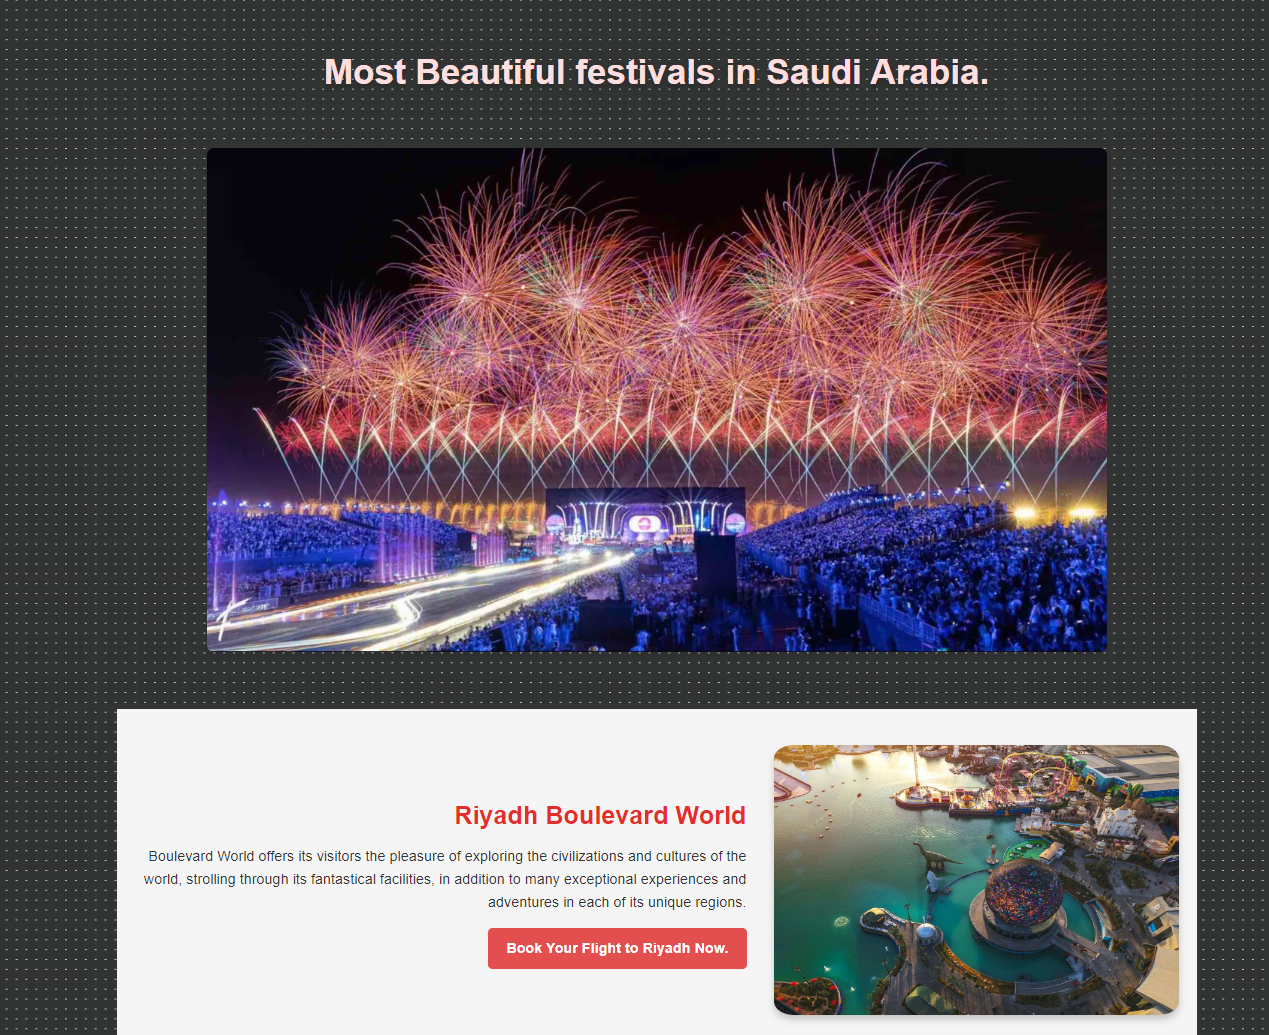 Most Beautiful festivals in Saudi Arabia.
Riyadh Boulevard World
Boulevard World offers its visitors the pleasure of exploring the civilizations and cultures of the
world, strolling through its fantastical facilities, in addition to many exceptional experiences and
adventures in each of its unique regions.
Book Your Flight to Riyadh Now.